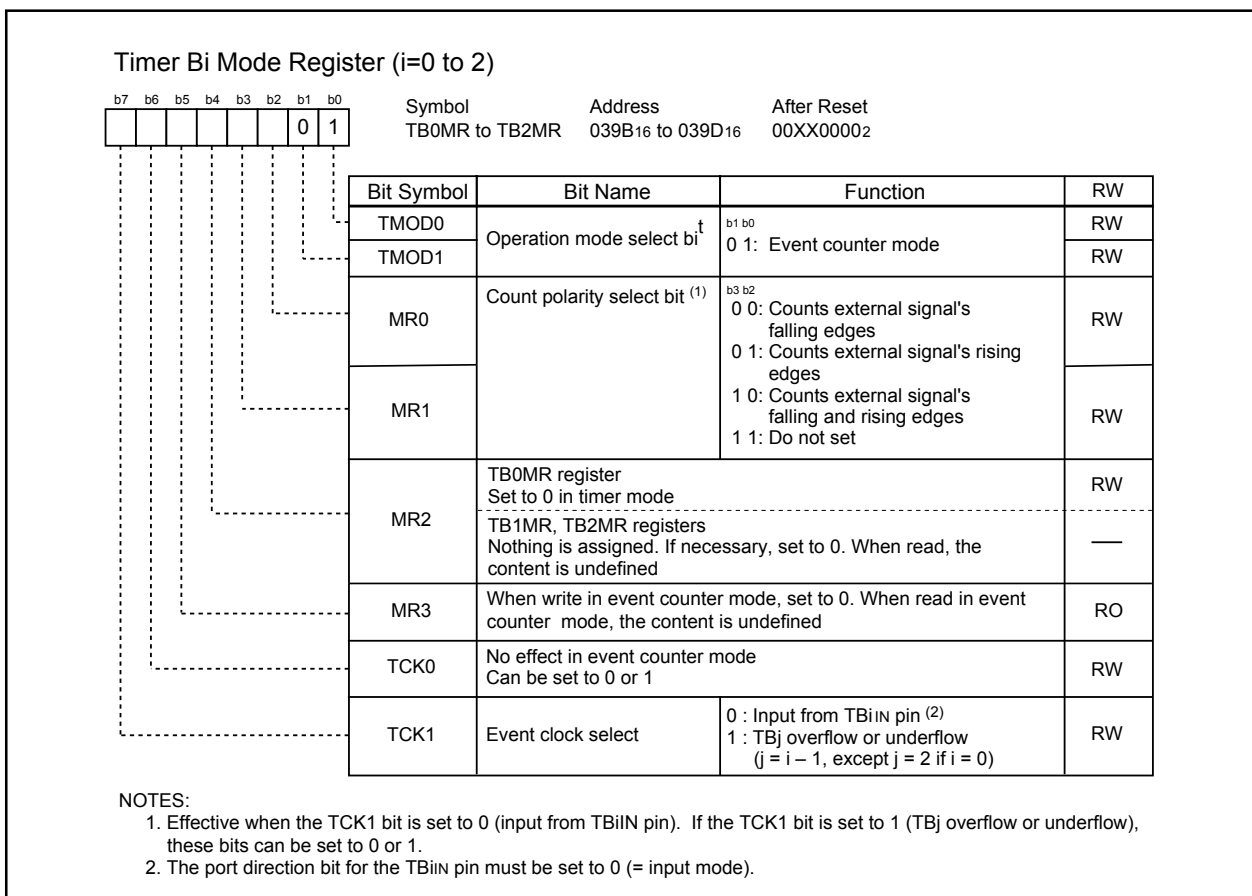 Timer Bi Mode Register (i=0 to 2)
b7 b6 b5 b4 b3 b2 b1 b0
0 1
Symbol Address After Reset
TB0MR to TB2MR 039B16 to 039D16 00XX00002
Bit Symbol Bit Name Function RW
TMOD0 Operation mode select bit b1 b0 RW
0 1: Event counter mode
TMOD1 RW
MR0 Count polarity select bit (1) b3 b2 RW
0 0: Counts external signal's
falling edges
0 1: Counts external signal's rising
edges
MR1 1 0: Counts external signal's RW
falling and rising edges
1 1: Do not set
MR2 TB0MR register RW
Set to 0 in timer mode
TB1MR, TB2MR registers —
Nothing is assigned. If necessary, set to 0. When read, the
content is undefined
MR3 When write in event counter mode, set to 0. When read in event RO
counter mode, the content is undefined
TCK0 No effect in event counter mode RW
Can be set to 0 or 1
TCK1 Event clock select 0 : Input from TBiIN pin (2) RW
1 : TBj overflow or underflow
(j = i – 1, except j = 2 if i = 0)
NOTES:
1. Effective when the TCK1 bit is set to 0 (input from TBiIN pin). If the TCK1 bit is set to 1 (TBj overflow or underflow),
these bits can be set to 0 or 1.
2. The port direction bit for the TBiIN pin must be set to 0 (= input mode).